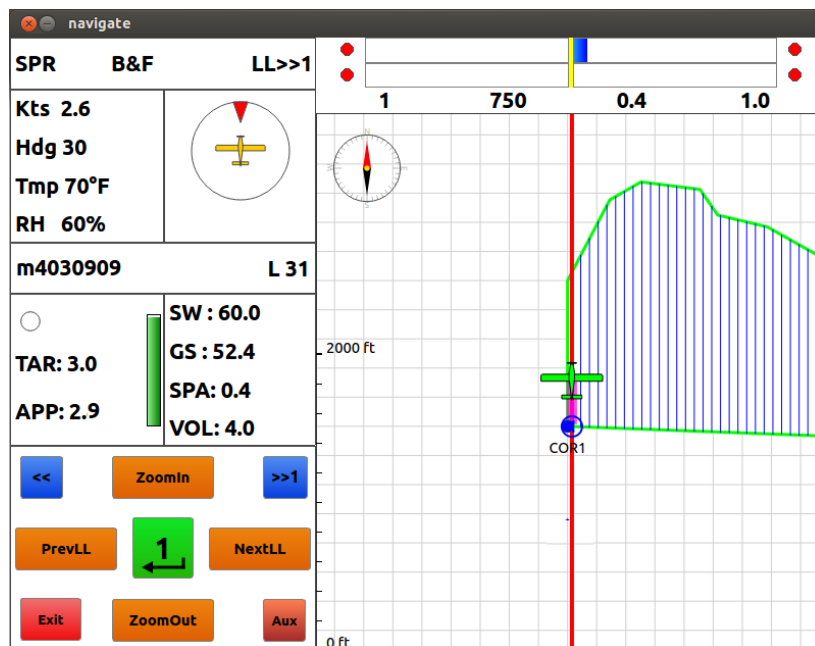 navigate
SPR B&F LL>>1
1 750 0.4 1.0
Kts 2.6
Hdg 30
Tmp 70°F
RH 60%
N
E
S
W
m4030909 L 31
TAR: 3.0
APP: 2.9
SW : 60.0
GS : 52.4
SPA: 0.4
VOL: 4.0
2000 ft
COR1
0 ft
<< ZoomIn >>1
PrevLL 1 NextLL
Exit ZoomOut Aux